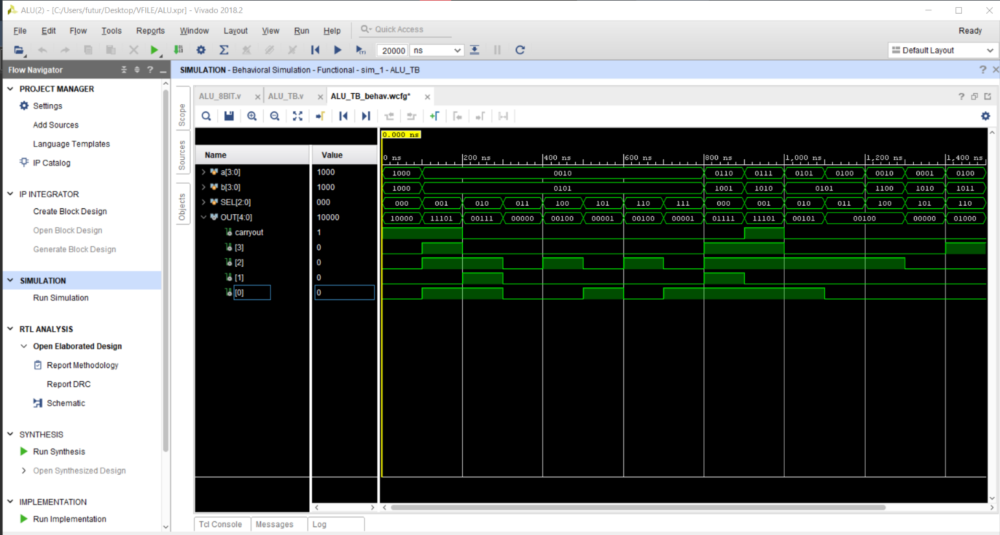 ALU(2) - [C:/Users/futur/Desktop/VFILE/ALU.xpr] - Vivado 2018.2
File Edit Flow Tools Reports Window Layout View Run Help Quick Access Ready
20000 ns Default Layout
Flow Navigator
SIMULATION - Behavioral Simulation - Functional - sim_1 - ALU_TB
PROJECT MANAGER
Settings
Add Sources
Language Templates
IP Catalog
IP INTEGRATOR
Create Block Design
Open Block Design
Generate Block Design
SIMULATION
Run Simulation
RTL ANALYSIS
Open Elaborated Design
Report Methodology
Report DRC
Schematic
SYNTHESIS
Run Synthesis
Open Synthesized Design
IMPLEMENTATION
Run Implementation
Scope
Sources
Objects
ALU_8BIT.v ALU_TB.v ALU_TB_behav.wcfg*
0.000 ns
Name Value 0 ns 200 ns 400 ns 600 ns 800 ns 1,000 ns 1,200 ns 1,400 ns
a[3:0] 1000 1000 0010 0110 0111 0101 0100 0010 0001 0100
b[3:0] 1000 1000 0101 1001 1010 0101 1100 1010 1011
SEL[2:0] 000 000 001 010 011 100 101 110 111 000 001 010 011 100 101 110
OUT[4:0] 10000 10000 11101 00111 00000 00100 00001 00100 00001 01111 11101 00101 00100 00000 01000
carryout 1
[3] 0
[2] 0
[1] 0
[0] 0
Tcl Console Messages Log